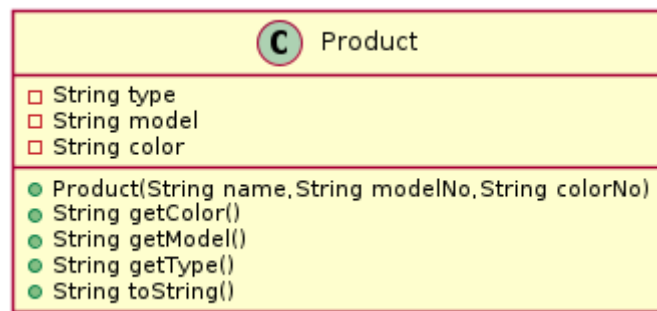 C Product
String type
String model
String color
Product(String name,String modelNo,String colorNo)
String getColor()
String getModel()
String getType()
String toString()